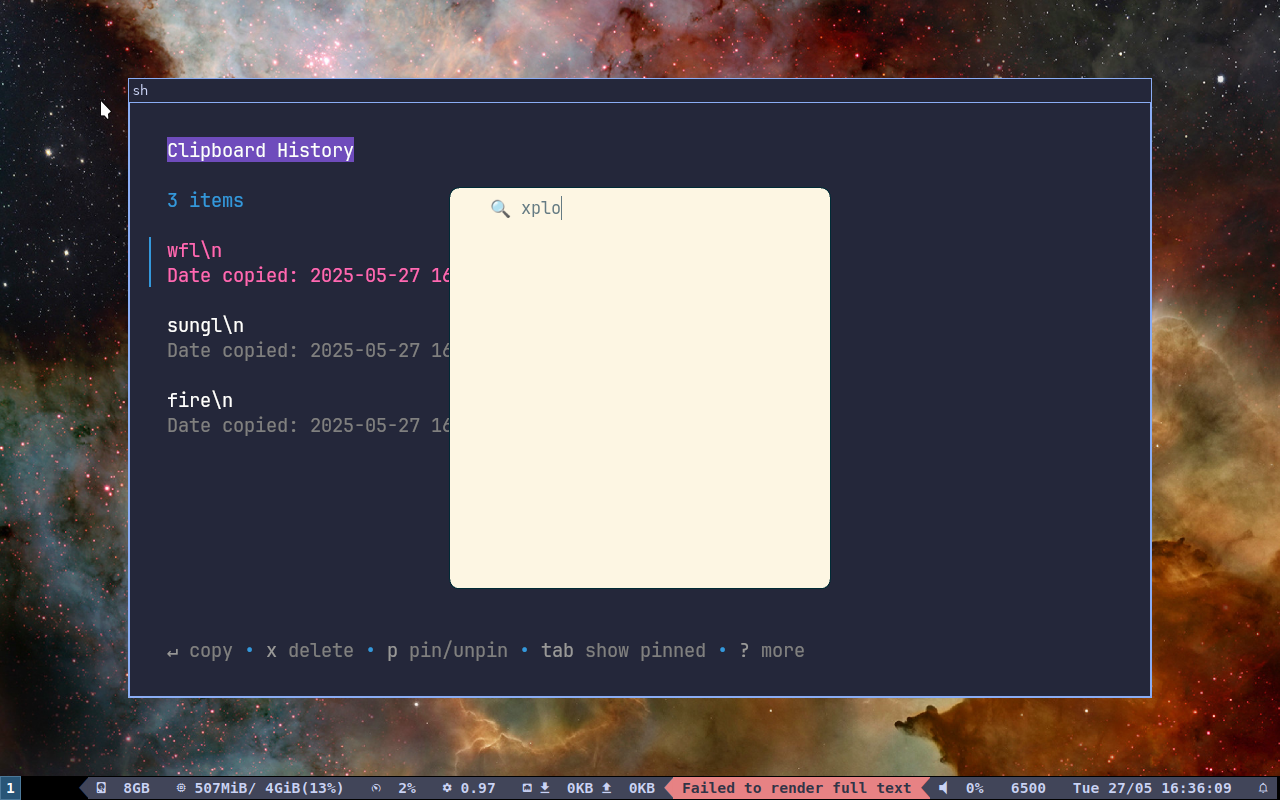 sh
Clipboard History
3 items
🔍 xplo
wfl\n
Date copied: 2025-05-27 16
sungl\n
Date copied: 2025-05-27 16
fire\n
Date copied: 2025-05-27 16
↵ copy • x delete • p pin/unpin • tab show pinned • ? more
1 8GB 507MiB/ 4GiB(13%) 2% 0.97 0KB 0KB Failed to render full text 0% 6500 Tue 27/05 16:36:09